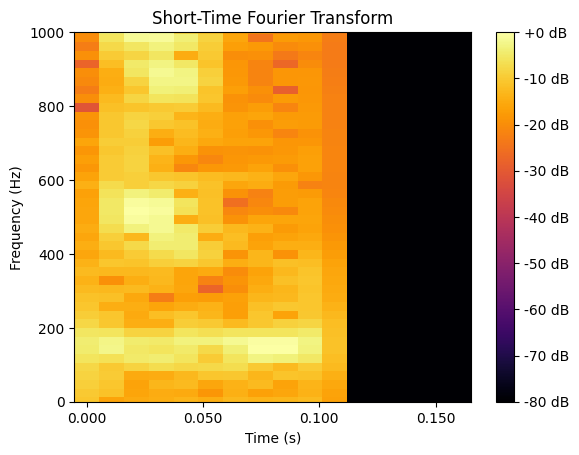 Short-Time Fourier Transform
1000
800
600
400
200
0
Frequency (Hz)
0.000
0.050
0.100
0.150
Time (s)
+0 dB
-10 dB
-20 dB
-30 dB
-40 dB
-50 dB
-60 dB
-70 dB
-80 dB